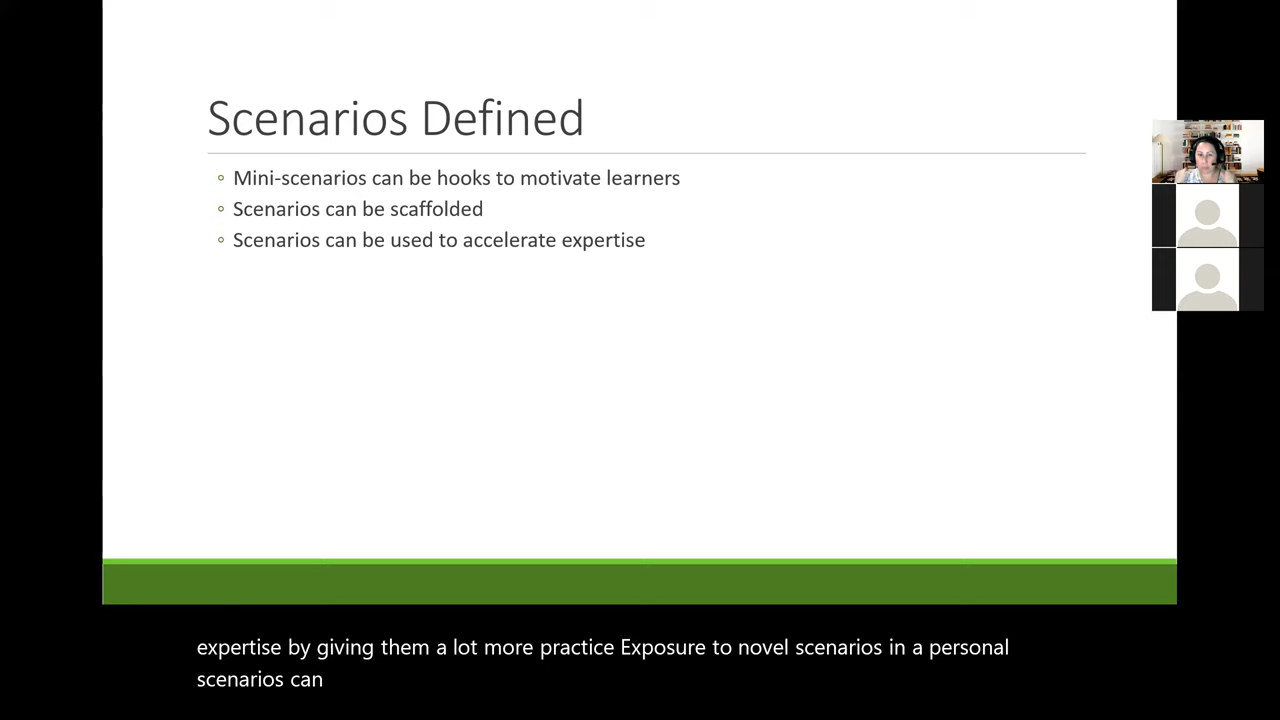 Scenarios Defined
Mini-scenarios can be hooks to motivate learners
Scenarios can be scaffolded
Scenarios can be used to accelerate expertise
expertise by giving them a lot more practice Exposure to novel scenarios in a personal
scenarios can